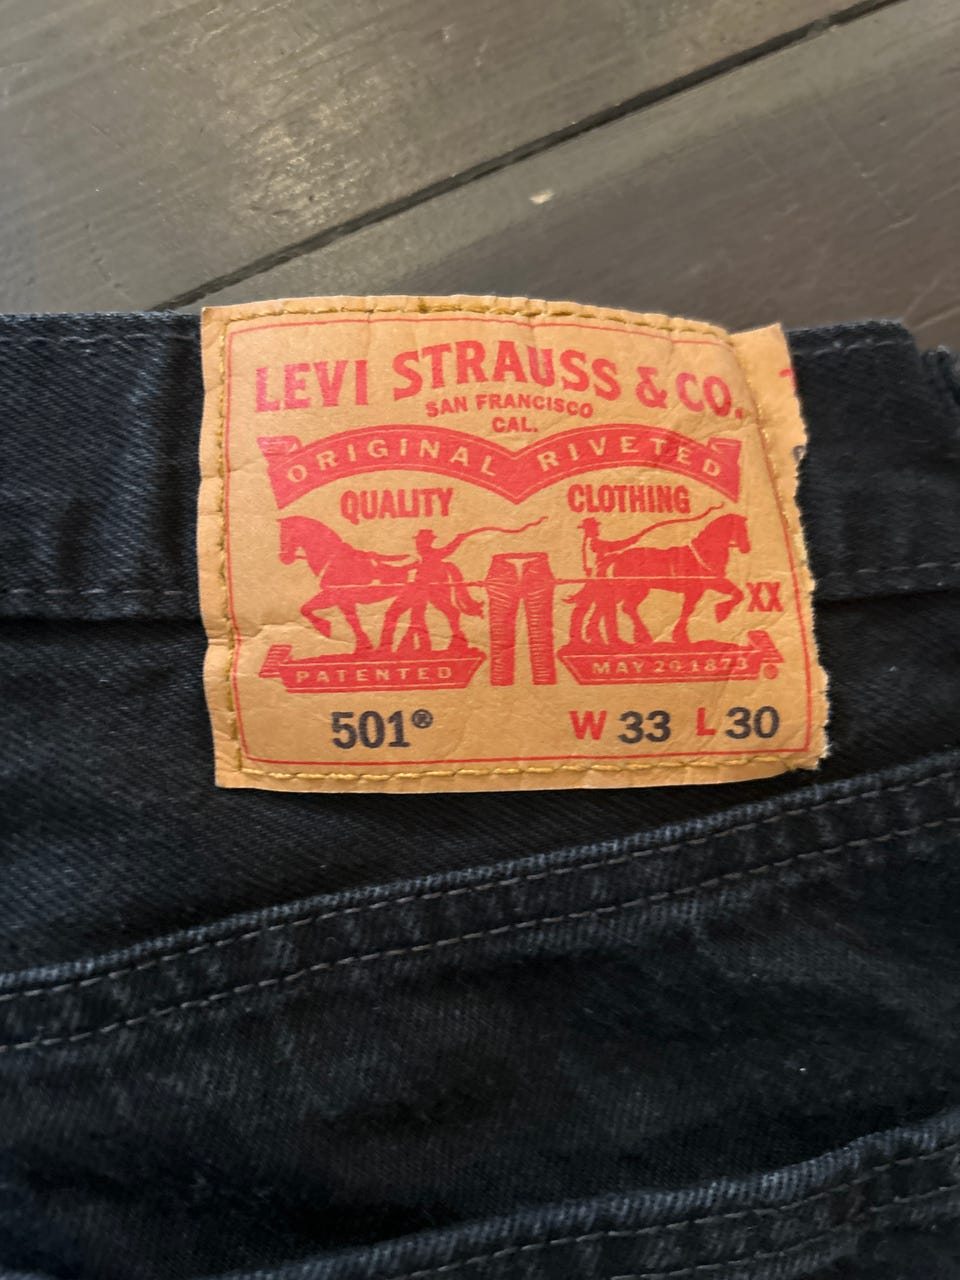 LEVI STRAUSS & CO.
SAN FRANCISCO
CAL.
ORIGINAL RIVETED
QUALITY CLOTHING
XX
PATENTED MAY 20 1873 ®
501® W 33 L 30